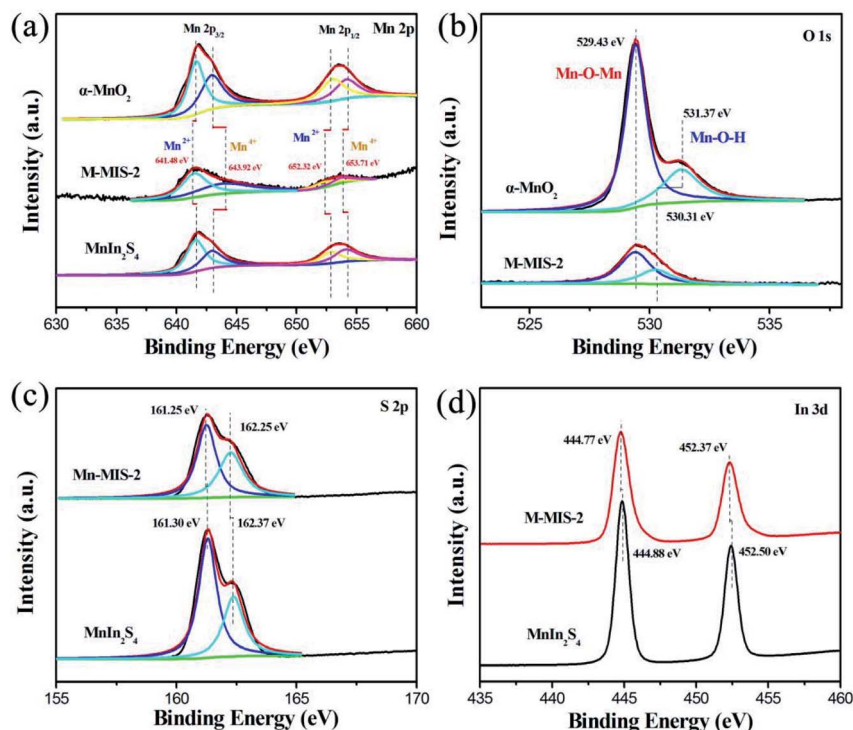 (a)
Mn 2p₃/₂
Mn 2p₁/₂
Mn 2p
α-MnO₂
Mn²⁺
Mn⁴⁺
Mn²⁺
Mn⁴⁺
641.48 eV
643.92 eV
652.32 eV
653.71 eV
M-MIS-2
MnIn₂S₄
Intensity (a.u.)
630 635 640 645 650 655 660
Binding Energy (eV)
(b)
O 1s
529.43 eV
Mn-O-Mn
531.37 eV
Mn-O-H
α-MnO₂
530.31 eV
M-MIS-2
Intensity (a.u.)
525 530 535
Binding Energy (eV)
(c)
S 2p
161.25 eV
162.25 eV
Mn-MIS-2
161.30 eV
162.37 eV
MnIn₂S₄
Intensity (a.u.)
155 160 165 170
Binding Energy (eV)
(d)
In 3d
444.77 eV
452.37 eV
M-MIS-2
444.88 eV
452.50 eV
MnIn₂S₄
Intensity (a.u.)
435 440 445 450 455 460
Binding Energy (eV)